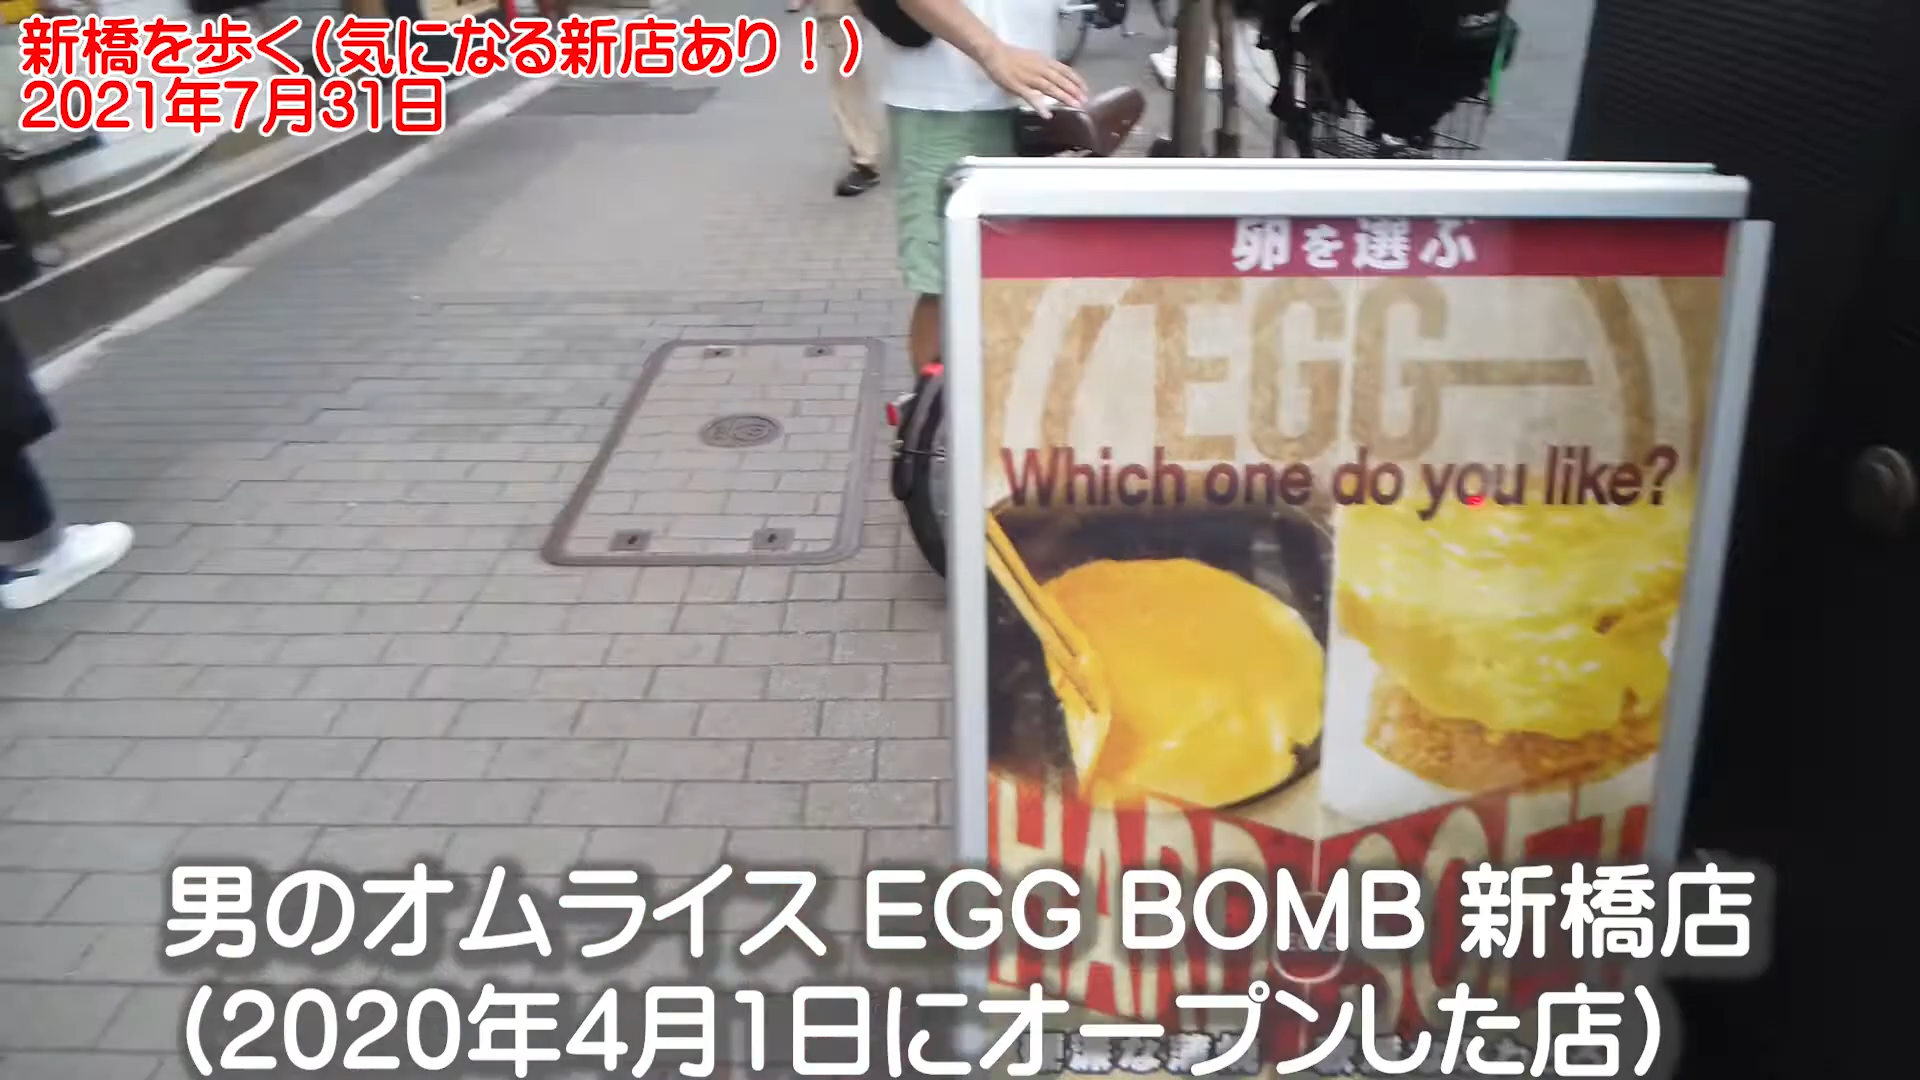 新橋を歩く（気になる新店あり！）
2021年7月31日
卵を選ぶ
EGG
Which one do you like?
HARD SOFT
男のオムライス EGG BOMB 新橋店
（2020年4月1日にオープンした店）